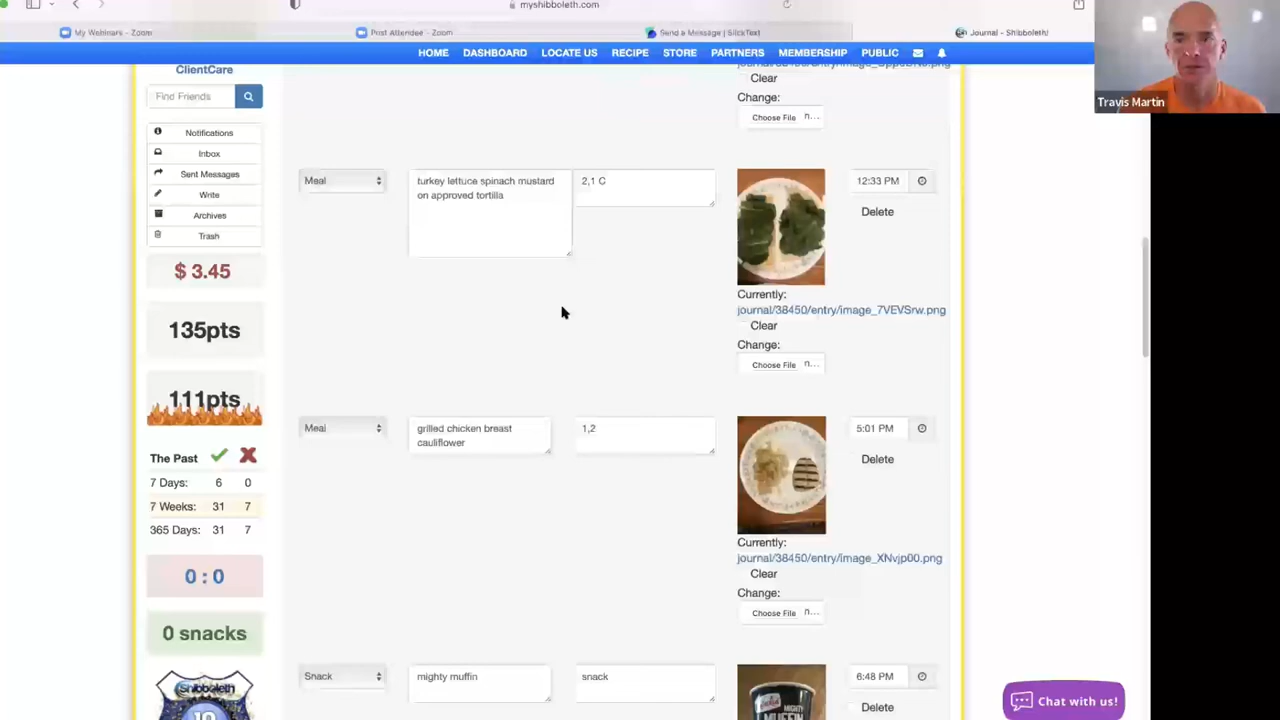 myshibboleth.com
My Webinars - Zoom
Post Attendee - Zoom
Send a Message | SlickText
Journal - Shibboleth!
HOME DASHBOARD LOCATE US RECIPE STORE PARTNERS MEMBERSHIP PUBLIC
Travis Martin
ClientCare
Find Friends
Notifications
Inbox
Sent Messages
Write
Archives
Trash
$ 3.45
135pts
111pts
The Past
7 Days: 6 0
7 Weeks: 31 7
365 Days: 31 7
0 : 0
0 snacks
Shibboleth
10
Clear
Change:
Choose File n...
Meal
turkey lettuce spinach mustard
on approved tortilla
2,1 C
12:33 PM
Delete
Currently:
journal/38450/entry/image_7VEVSrw.png
Clear
Change:
Choose File n...
Meal
grilled chicken breast
cauliflower
1,2
5:01 PM
Delete
Currently:
journal/38450/entry/image_XNvjp00.png
Clear
Change:
Choose File n...
Snack
mighty muffin
snack
6:48 PM
Delete
MIGHTY
MUFFIN
Chat with us!